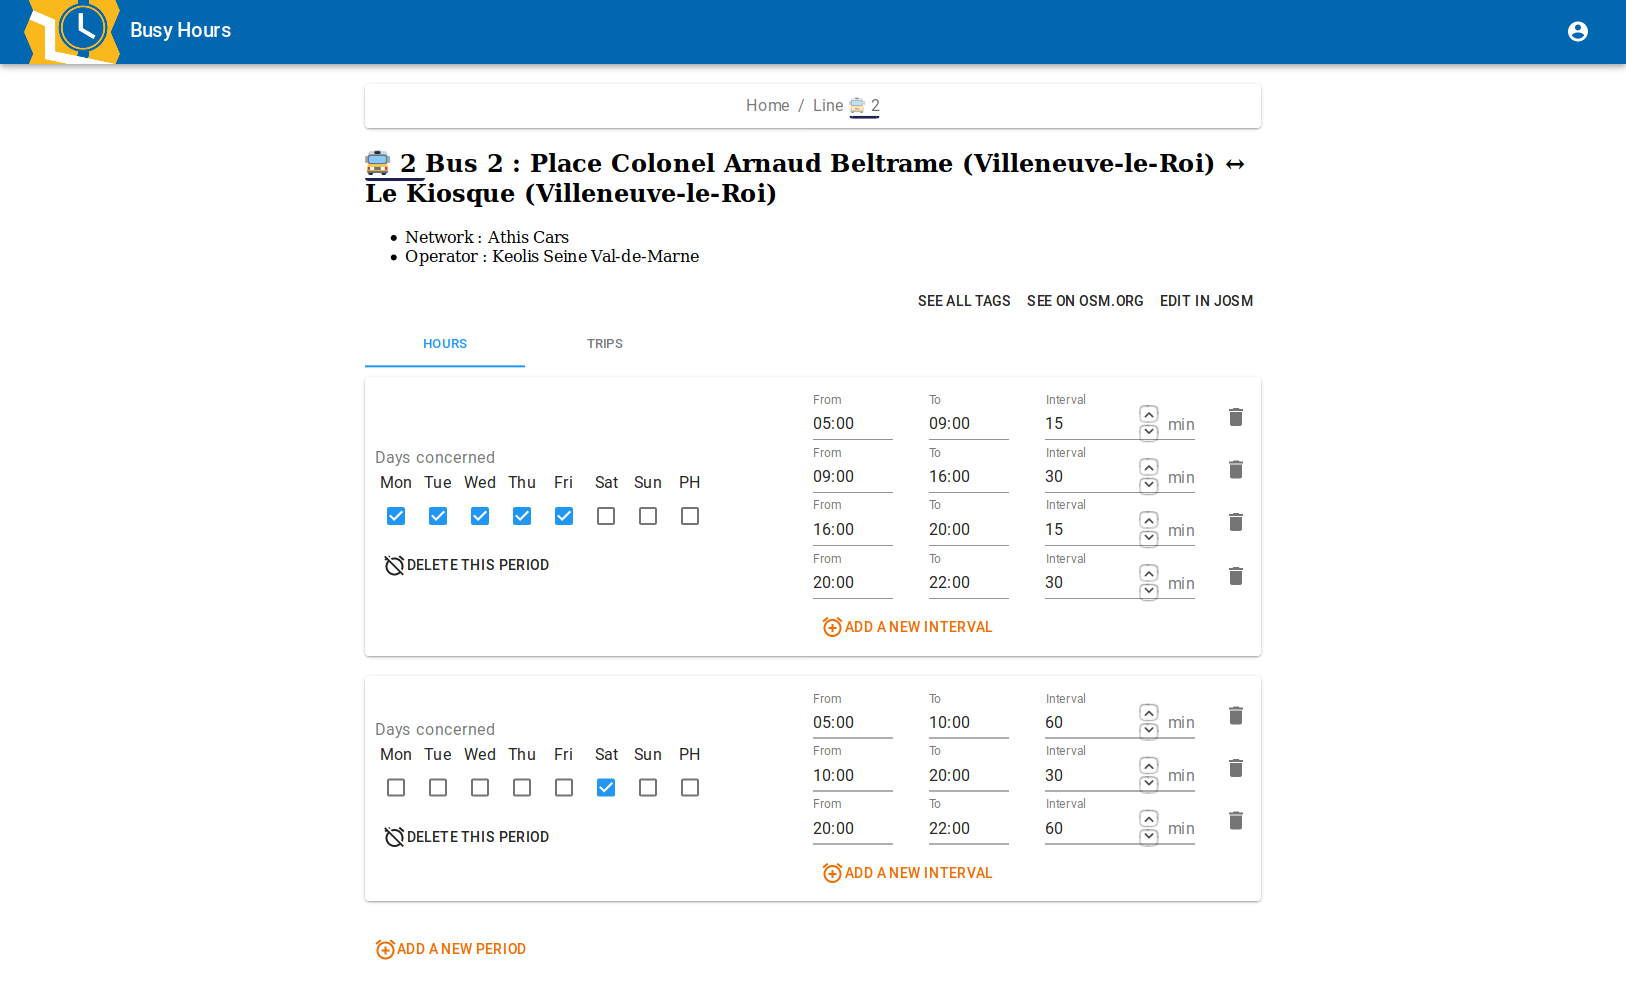 Busy Hours
Home / Line 2
2 Bus 2 : Place Colonel Arnaud Beltrame (Villeneuve-le-Roi) ↔
Le Kiosque (Villeneuve-le-Roi)
• Network : Athis Cars
• Operator : Keolis Seine Val-de-Marne
SEE ALL TAGS SEE ON OSM.ORG EDIT IN JOSM
HOURS TRIPS
Days concerned
Mon Tue Wed Thu Fri Sat Sun PH
DELETE THIS PERIOD
From To Interval
05:00 09:00 15 min
From To Interval
09:00 16:00 30 min
From To Interval
16:00 20:00 15 min
From To Interval
20:00 22:00 30 min
ADD A NEW INTERVAL
Days concerned
Mon Tue Wed Thu Fri Sat Sun PH
DELETE THIS PERIOD
From To Interval
05:00 10:00 60 min
From To Interval
10:00 20:00 30 min
From To Interval
20:00 22:00 60 min
ADD A NEW INTERVAL
ADD A NEW PERIOD